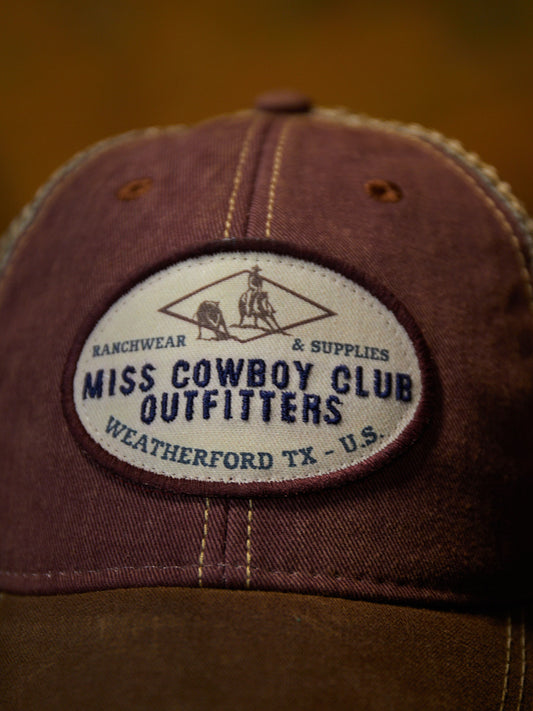 RANCHWEAR & SUPPLIES
MISS COWBOY CLUB
OUTFITTERS
WEATHERFORD TX - U.S.